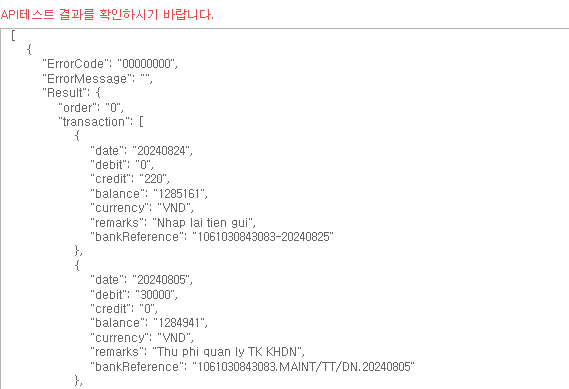 API테스트 결과를 확인하시기 바랍니다.
[
{
"ErrorCode": "00000000",
"ErrorMessage": "",
"Result": {
"order": "0",
"transaction": [
{
"date": "20240824",
"debit": "0",
"credit": "220",
"balance": "1285161",
"currency": "VND",
"remarks": "Nhap lai tien gui",
"bankReference": "1061030843083-20240825"
},
{
"date": "20240805",
"debit": "30000",
"credit": "0",
"balance": "1284941",
"currency": "VND",
"remarks": "Thu phi quan ly TK KHDN",
"bankReference": "1061030843083.MAINT/TT/DN.20240805"
},